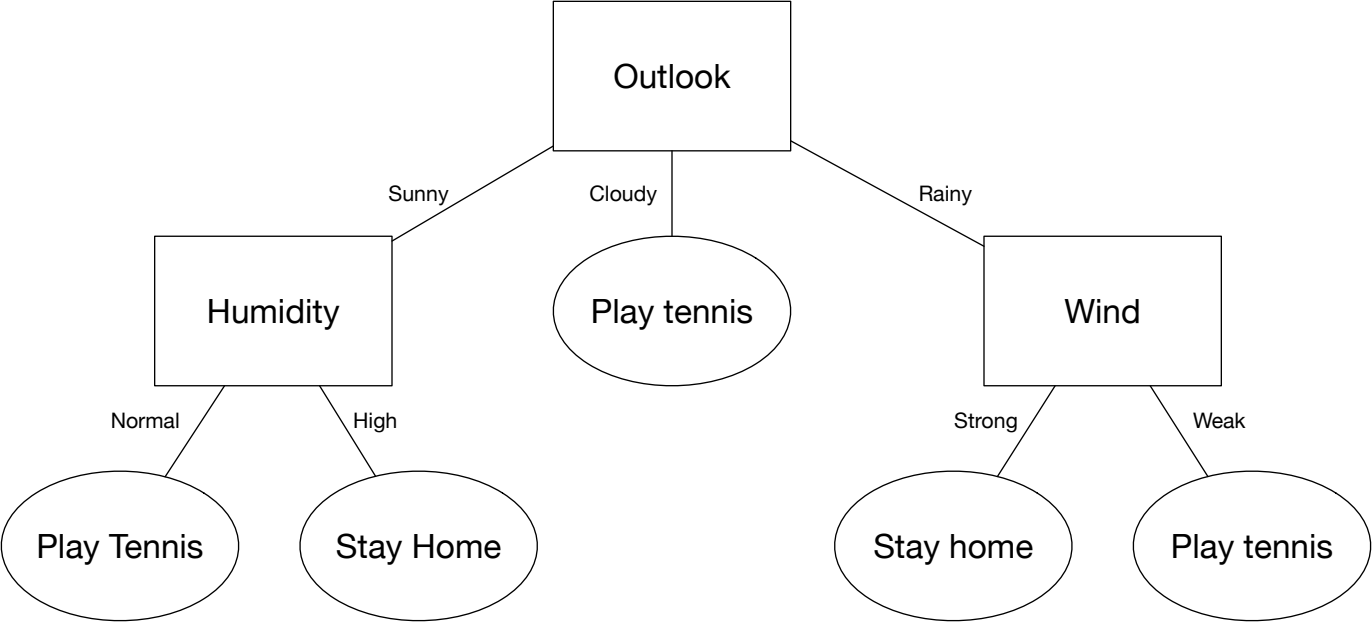 Outlook
Sunny
Cloudy
Rainy
Humidity
Play tennis
Wind
Normal
High
Strong
Weak
Play Tennis
Stay Home
Stay home
Play tennis